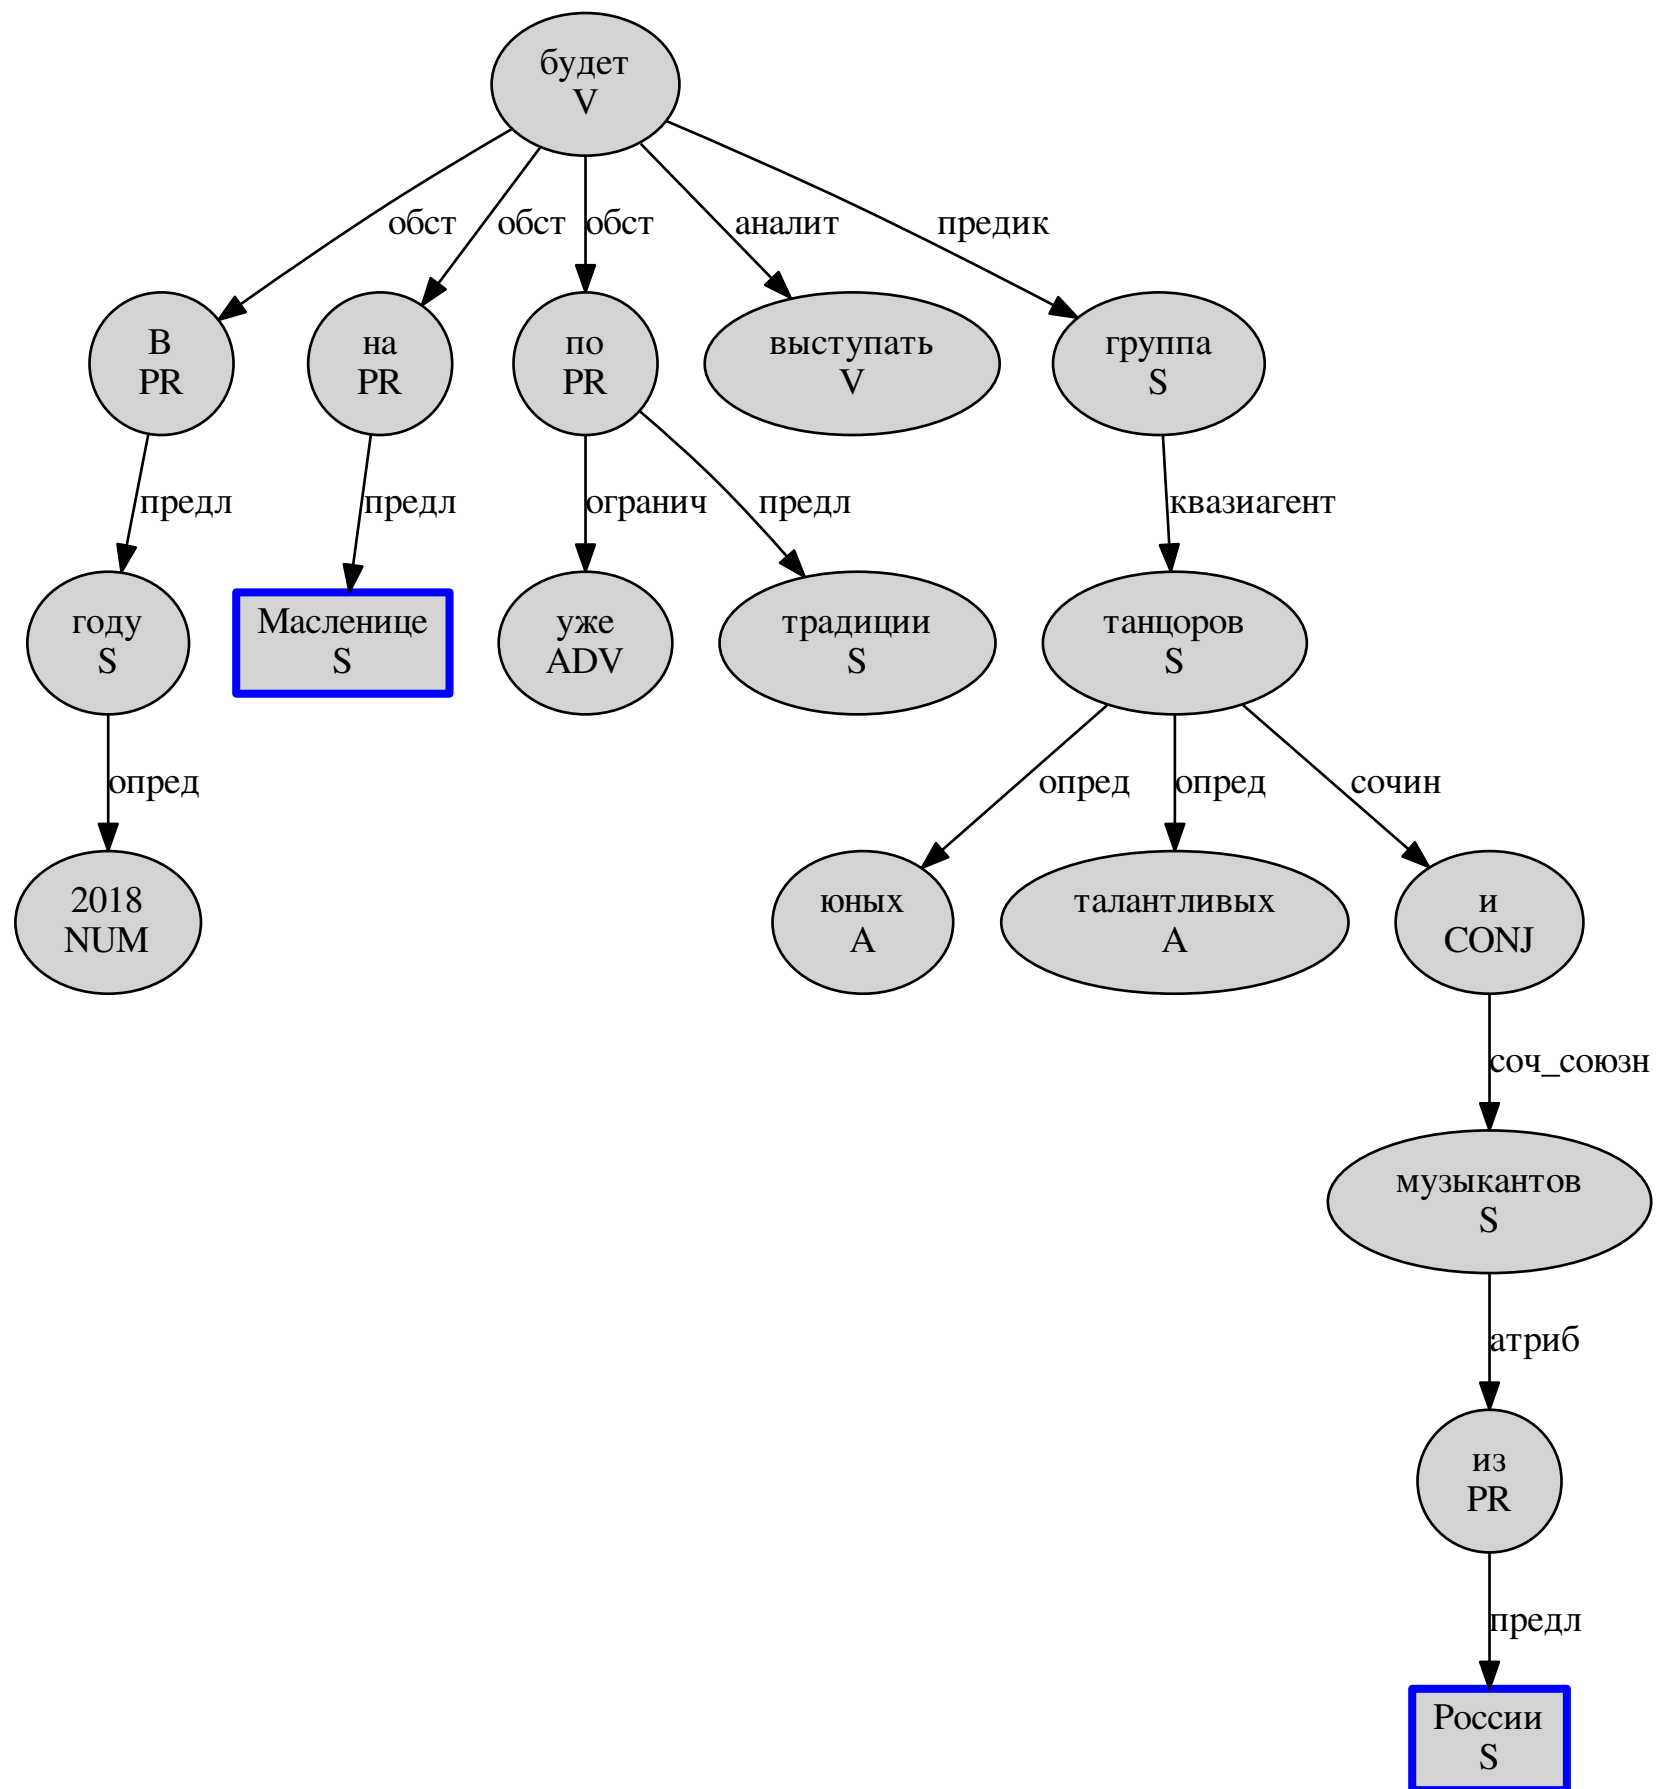 будет
V
обст
обст
обст
аналит
предик
В
PR
на
PR
по
PR
выступать
V
группа
S
предл
предл
огранич
предл
квазиагент
году
S
Масленице
S
уже
ADV
традиции
S
танцоров
S
опред
опред
опред
сочин
2018
NUM
юных
A
талантливых
A
и
CONJ
соч_союзн
музыкантов
S
атриб
из
PR
предл
России
S